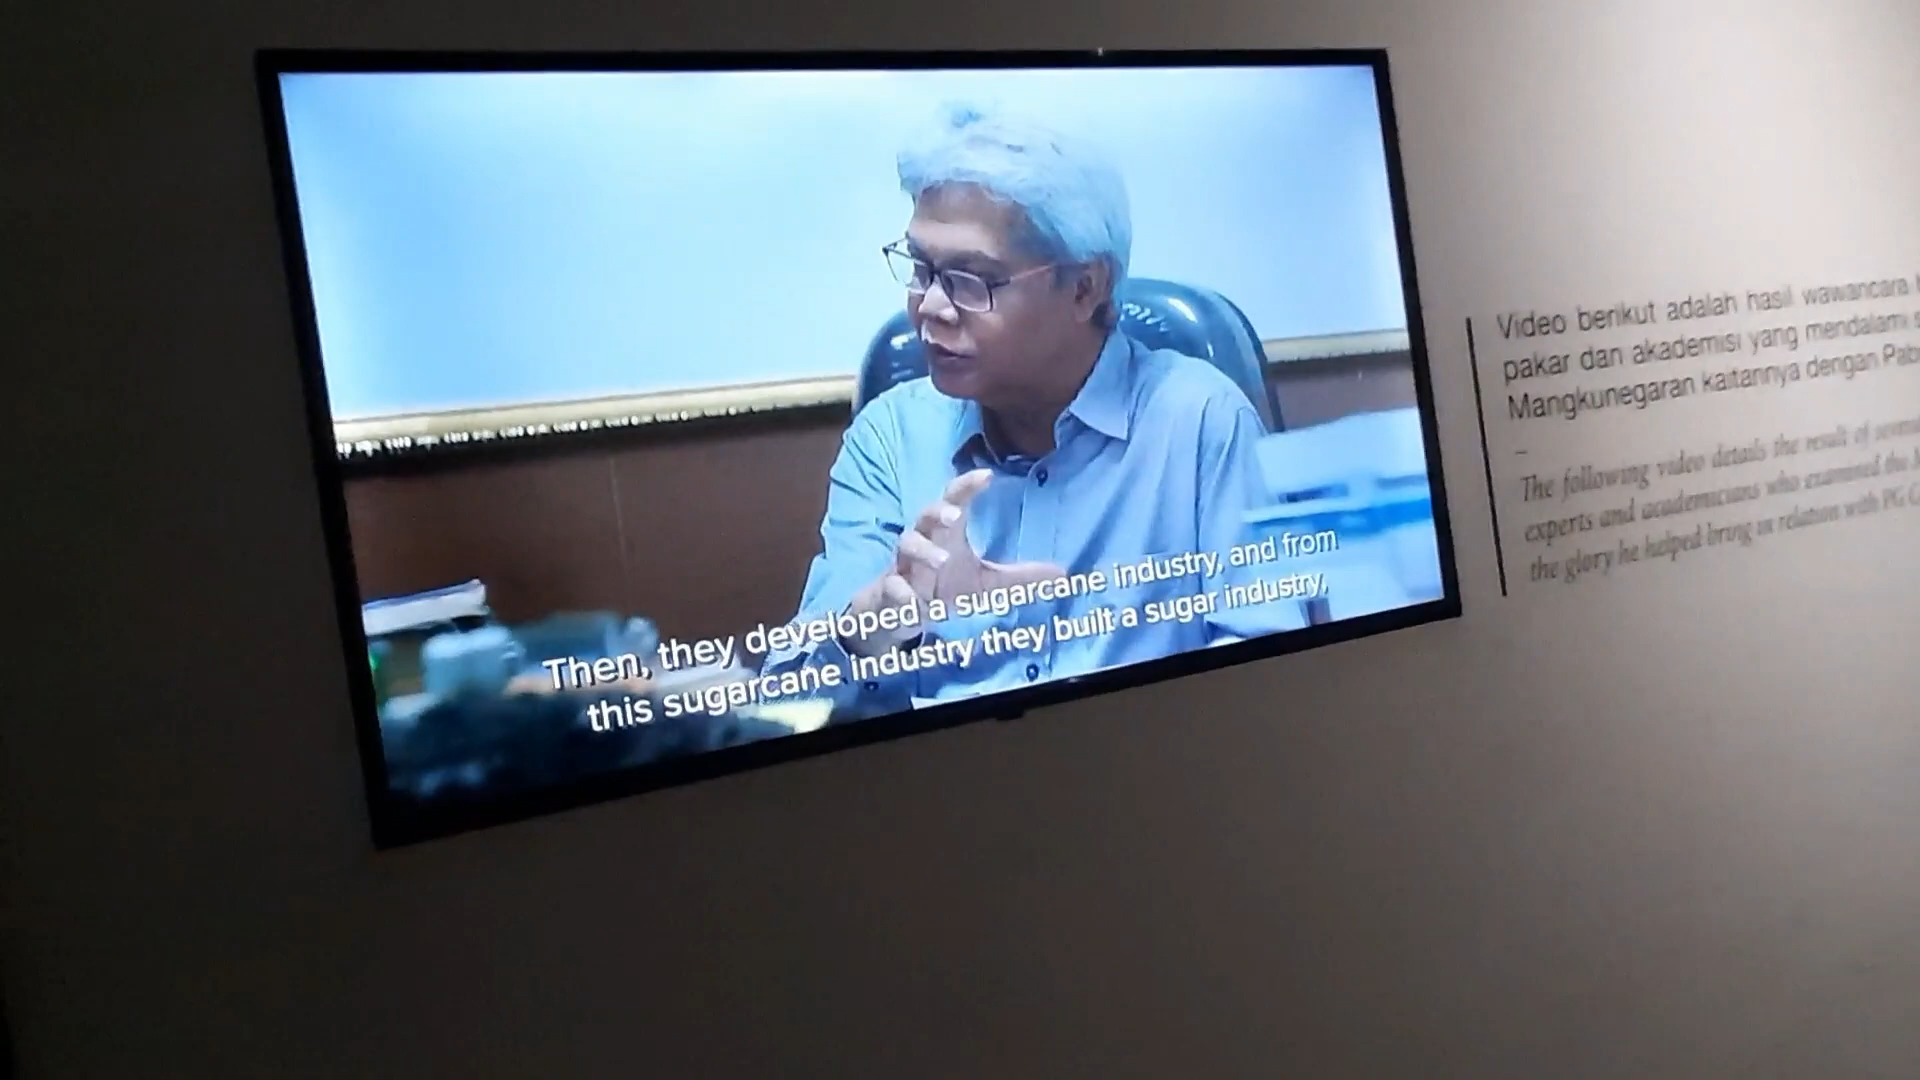 Then, they developed a sugarcane industry, and from
this sugarcane industry they built a sugar industry,
Video berikut adalah hasil wawancara
pakar dan akademisi yang mendalami
Mangkunegaran kaitannya dengan
–
The following video details the result of
experts and academicians who examined the
the glory he helped bring in relation with PG